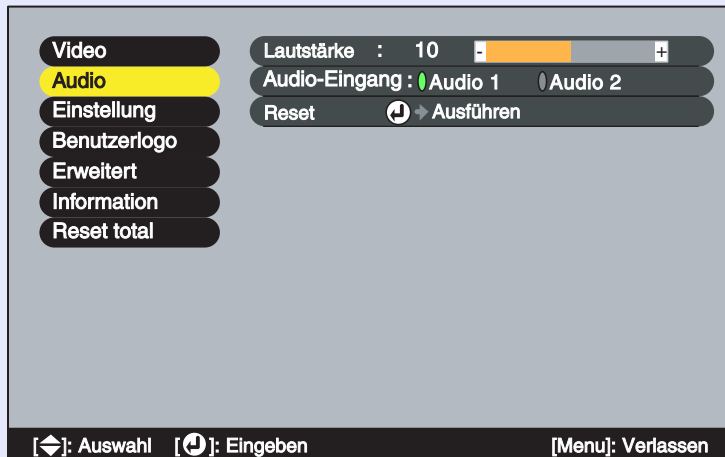 Video
Audio
Einstellung
Benutzerlogo
Erweitert
Information
Reset total
Lautstärke : 10 - +
Audio-Eingang : Audio 1 Audio 2
Reset Ausführen
[ ]: Auswahl [ ]: Eingeben [Menu]: Verlassen